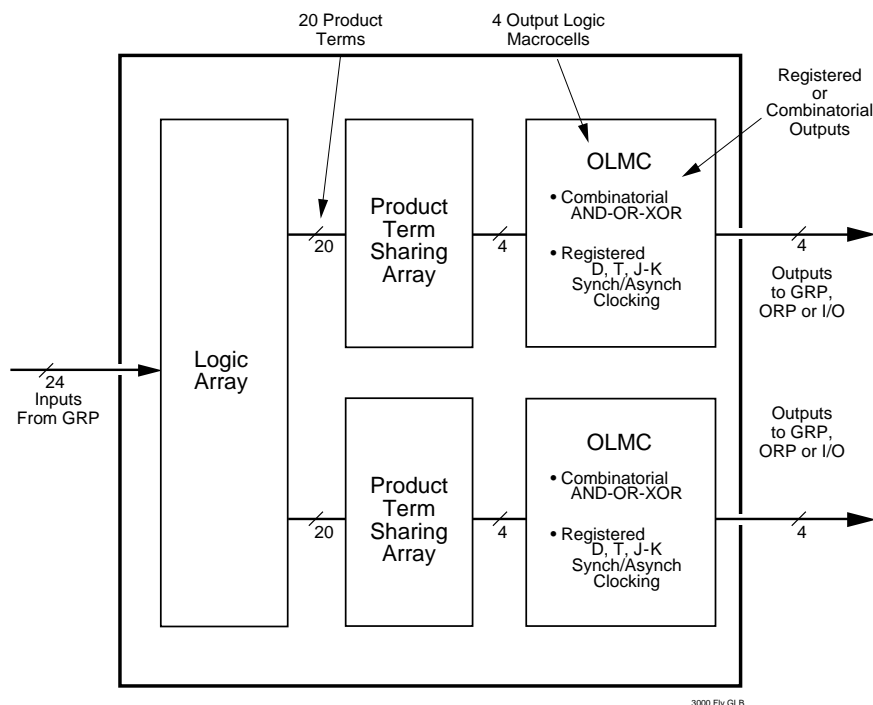 20 Product
Terms
4 Output Logic
Macrocells
Registered
or
Combinatorial
Outputs
OLMC
• Combinatorial
AND-OR-XOR
• Registered
D, T, J-K
Synch/Asynch
Clocking
Product
Term
Sharing
Array
20
4
4
Outputs
to GRP,
ORP or I/O
Logic
Array
24
Inputs
From GRP
Outputs
to GRP,
ORP or I/O
OLMC
• Combinatorial
AND-OR-XOR
• Registered
D, T, J-K
Synch/Asynch
Clocking
Product
Term
Sharing
Array
20
4
4